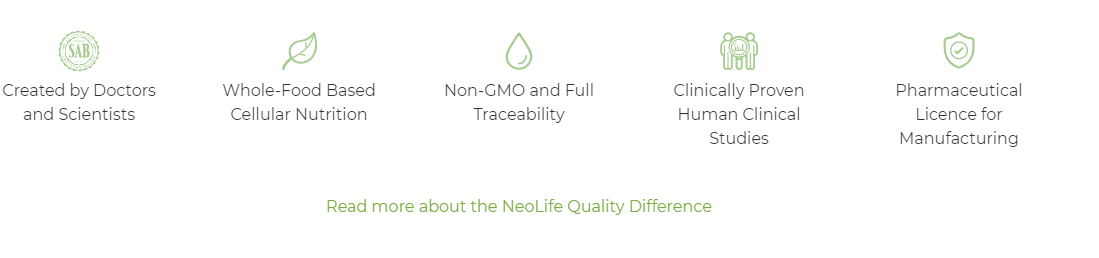 SAB
Created by Doctors
and Scientists
Whole-Food Based
Cellular Nutrition
Non-GMO and Full
Traceability
Clinically Proven
Human Clinical
Studies
Pharmaceutical
Licence for
Manufacturing
Read more about the NeoLife Quality Difference